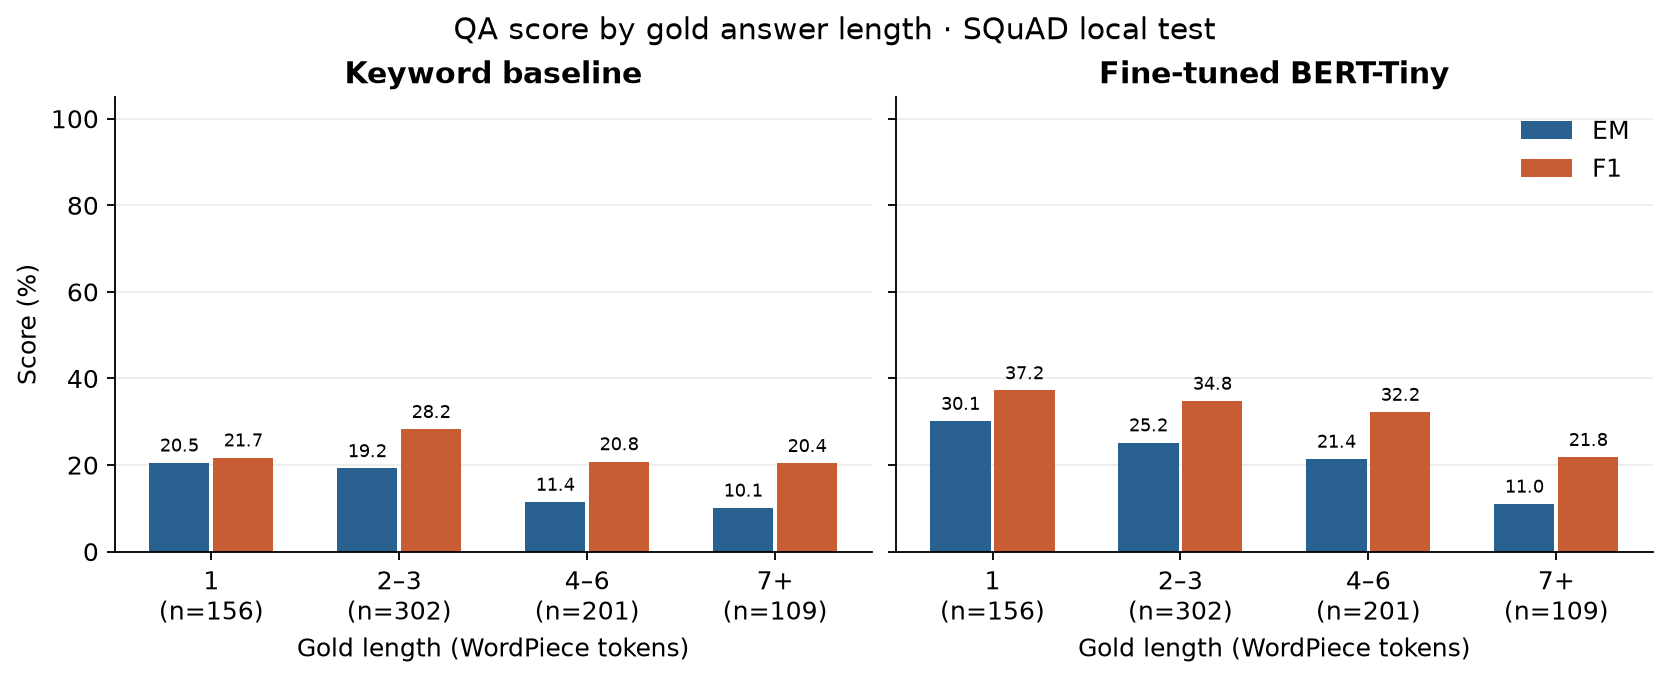 QA score by gold answer length · SQuAD local test
Keyword baseline
Fine-tuned BERT-Tiny
Score (%)
100
80
60
40
20
0
20.5
21.7
19.2
28.2
11.4
20.8
10.1
20.4
1
(n=156)
2–3
(n=302)
4–6
(n=201)
7+
(n=109)
Gold length (WordPiece tokens)
EM
F1
30.1
37.2
25.2
34.8
21.4
32.2
11.0
21.8
1
(n=156)
2–3
(n=302)
4–6
(n=201)
7+
(n=109)
Gold length (WordPiece tokens)